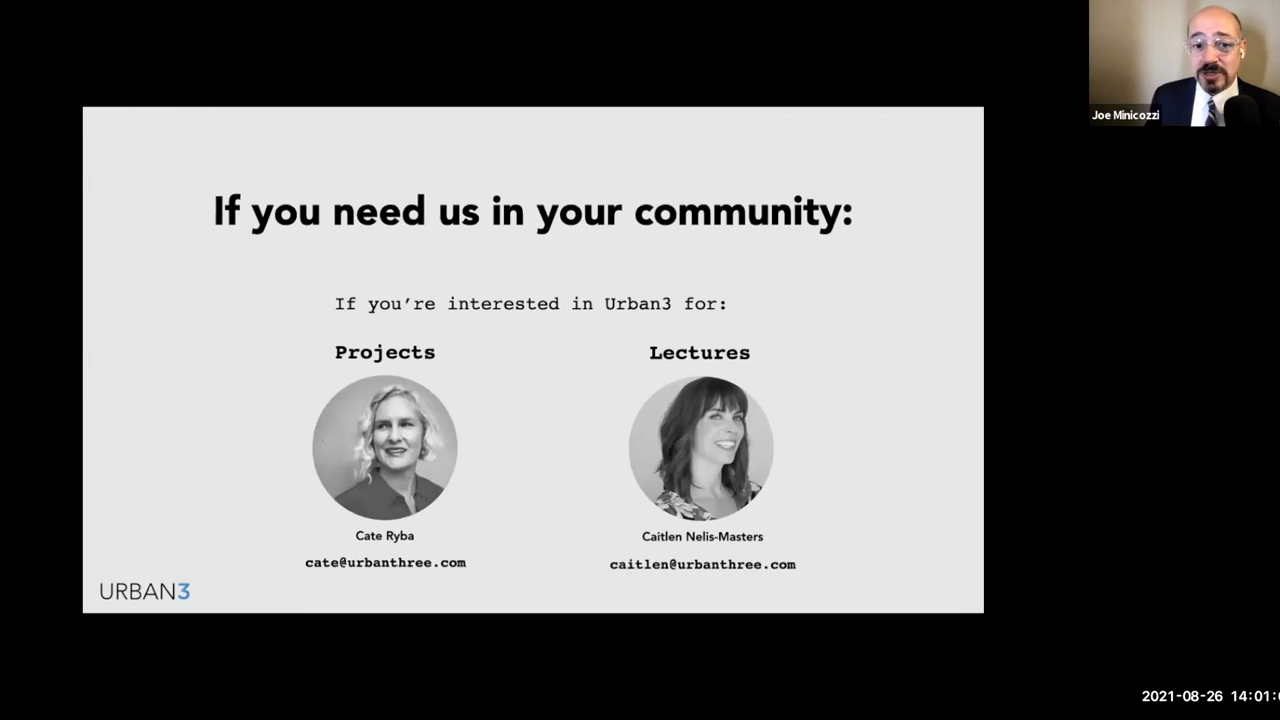 Joe Minicozzi
If you need us in your community:
If you’re interested in Urban3 for:
Projects
Lectures
Cate Ryba
Caitlen Nelis-Masters
cate@urbanthree.com
caitlen@urbanthree.com
URBAN3
2021-08-26 14:01: